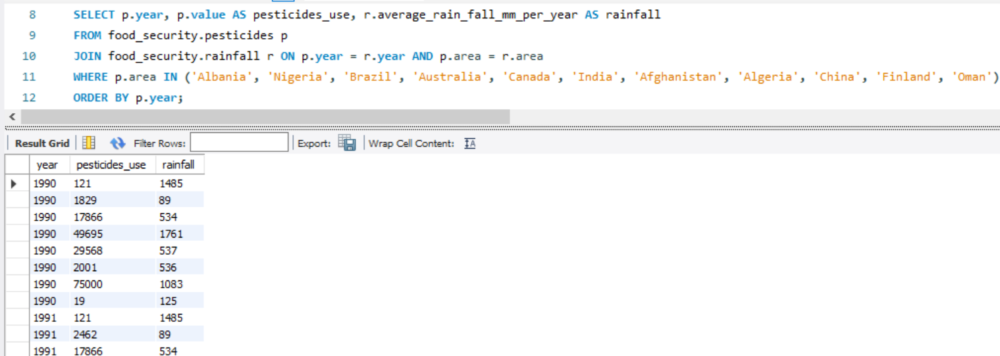 8 SELECT p.year, p.value AS pesticides_use, r.average_rain_fall_mm_per_year AS rainfall
9 FROM food_security.pesticides p
10 JOIN food_security.rainfall r ON p.year = r.year AND p.area = r.area
11 WHERE p.area IN ('Albania', 'Nigeria', 'Brazil', 'Australia', 'Canada', 'India', 'Afghanistan', 'Algeria', 'China', 'Finland', 'Oman')
12 ORDER BY p.year;
Result Grid Filter Rows: Export: Wrap Cell Content: IA
year pesticides_use rainfall
1990 121 1485
1990 1829 89
1990 17866 534
1990 49695 1761
1990 29568 537
1990 2001 536
1990 75000 1083
1990 19 125
1991 121 1485
1991 2462 89
1991 17866 534